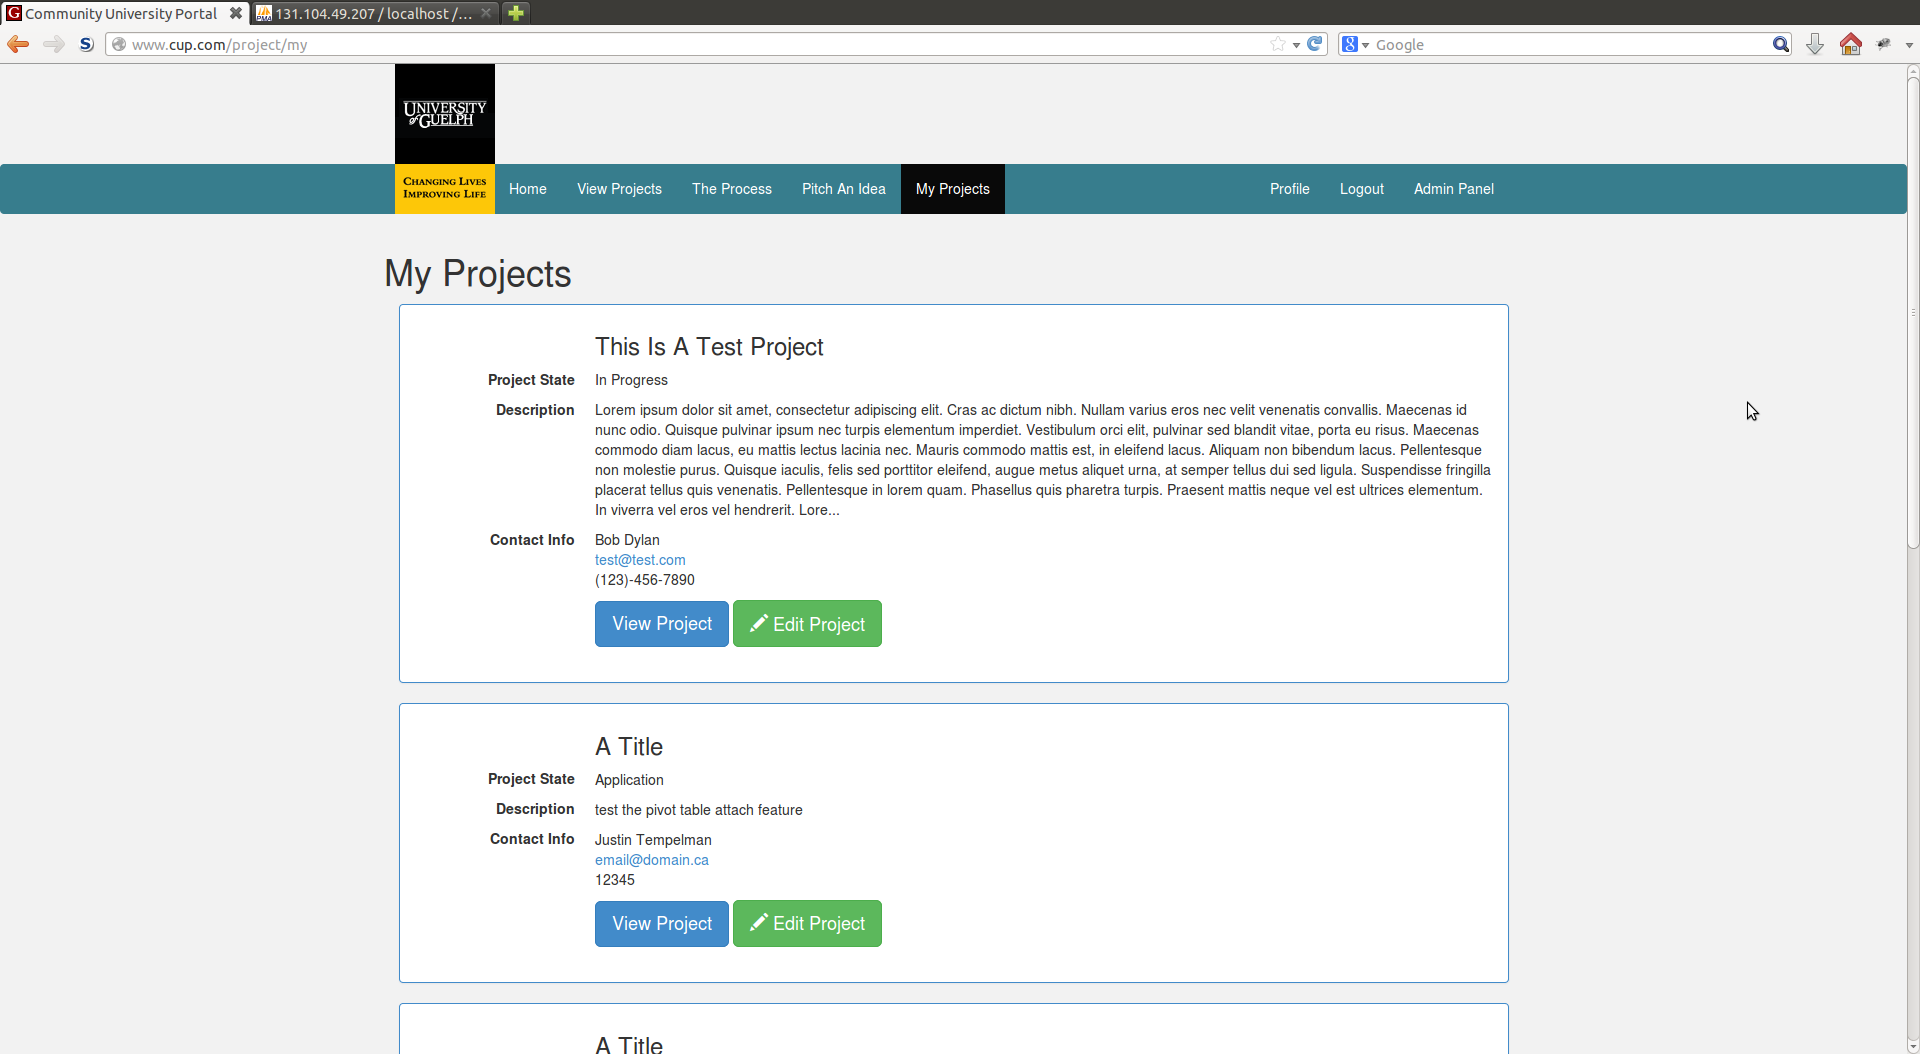 Community University Portal
131.104.49.207 / localhost /...
www.cup.com/project/my
Google
UNIVERSITY
of GUELPH
CHANGING LIVES
IMPROVING LIFE
Home
View Projects
The Process
Pitch An Idea
My Projects
Profile
Logout
Admin Panel
My Projects
This Is A Test Project
Project State
In Progress
Description
Lorem ipsum dolor sit amet, consectetur adipiscing elit. Cras ac dictum nibh. Nullam varius eros nec velit venenatis convallis. Maecenas id
nunc odio. Quisque pulvinar ipsum nec turpis elementum imperdiet. Vestibulum orci elit, pulvinar sed blandit vitae, porta eu risus. Maecenas
commodo diam lacus, eu mattis lectus lacinia nec. Mauris commodo mattis est, in eleifend lacus. Aliquam non bibendum lacus. Pellentesque
non molestie purus. Quisque iaculis, felis sed porttitor eleifend, augue metus aliquet urna, at semper tellus dui sed ligula. Suspendisse fringilla
placerat tellus quis venenatis. Pellentesque in lorem quam. Phasellus quis pharetra turpis. Praesent mattis neque vel est ultrices elementum.
In viverra vel eros vel hendrerit. Lore...
Contact Info
Bob Dylan
test@test.com
(123)-456-7890
View Project
Edit Project
A Title
Project State
Application
Description
test the pivot table attach feature
Contact Info
Justin Tempelman
email@domain.ca
12345
View Project
Edit Project
A Title